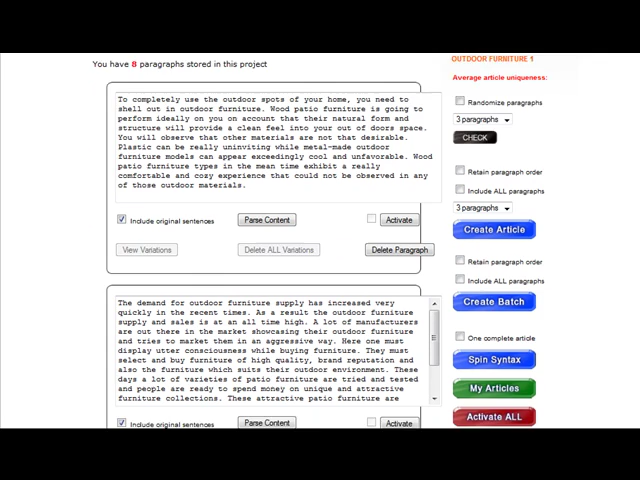 You have 8 paragraphs stored in this project
To completely use the outdoor spots of your home, you need to
shell out in outdoor furniture. Wood patio furniture is going to
perform ideally on you on account that their natural form and
structure will provide a clean feel into your out of doors space.
You will observe that other materials are not that desirable.
Plastic can be really uninviting while metal-made outdoor
furniture models can appear exceedingly cool and unfavorable. Wood
patio furniture types in the mean time exhibit a really
comfortable and cozy experience that could not be observed in any
of those outdoor materials.
Include original sentences
Parse Content
Activate
View Variations
Delete ALL Variations
Delete Paragraph
The demand for outdoor furniture supply has increased very
quickly in the recent times. As a result the outdoor furniture
supply and sales is at an all time high. A lot of manufacturers
are out there in the market showcasing their outdoor furniture
and tries to market them in an aggressive way. Here one must
display utter consciousness while buying furniture. They must
select and buy furniture of high quality, brand reputation and
also the furniture which suits their outdoor environment. These
days a lot of varieties of patio furniture are tried and tested
and people are ready to spend money on unique and attractive
furniture collections. These attractive patio furniture are
Include original sentences
Parse Content
Activate
OUTDOOR FURNITURE 1
Average article uniqueness:
Randomize paragraphs
3 paragraphs
CHECK
Retain paragraph order
Include ALL paragraphs
3 paragraphs
Create Article
Retain paragraph order
Include ALL paragraphs
Create Batch
One complete article
Spin Syntax
My Articles
Activate ALL